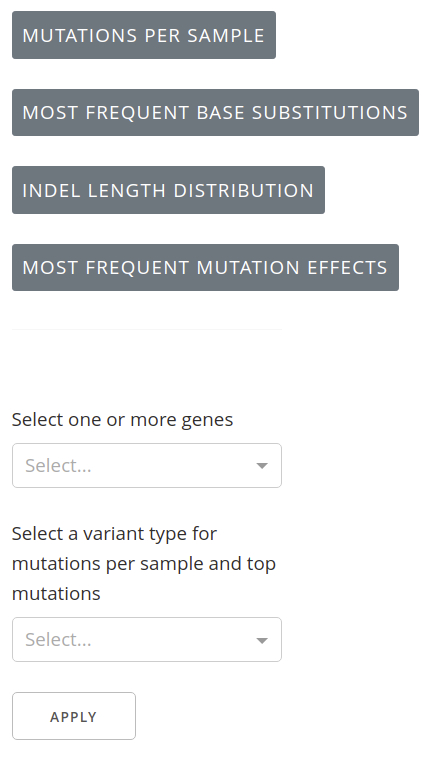 MUTATIONS PER SAMPLE
MOST FREQUENT BASE SUBSTITUTIONS
INDEL LENGTH DISTRIBUTION
MOST FREQUENT MUTATION EFFECTS
Select one or more genes
Select...
Select a variant type for
mutations per sample and top
mutations
Select...
APPLY